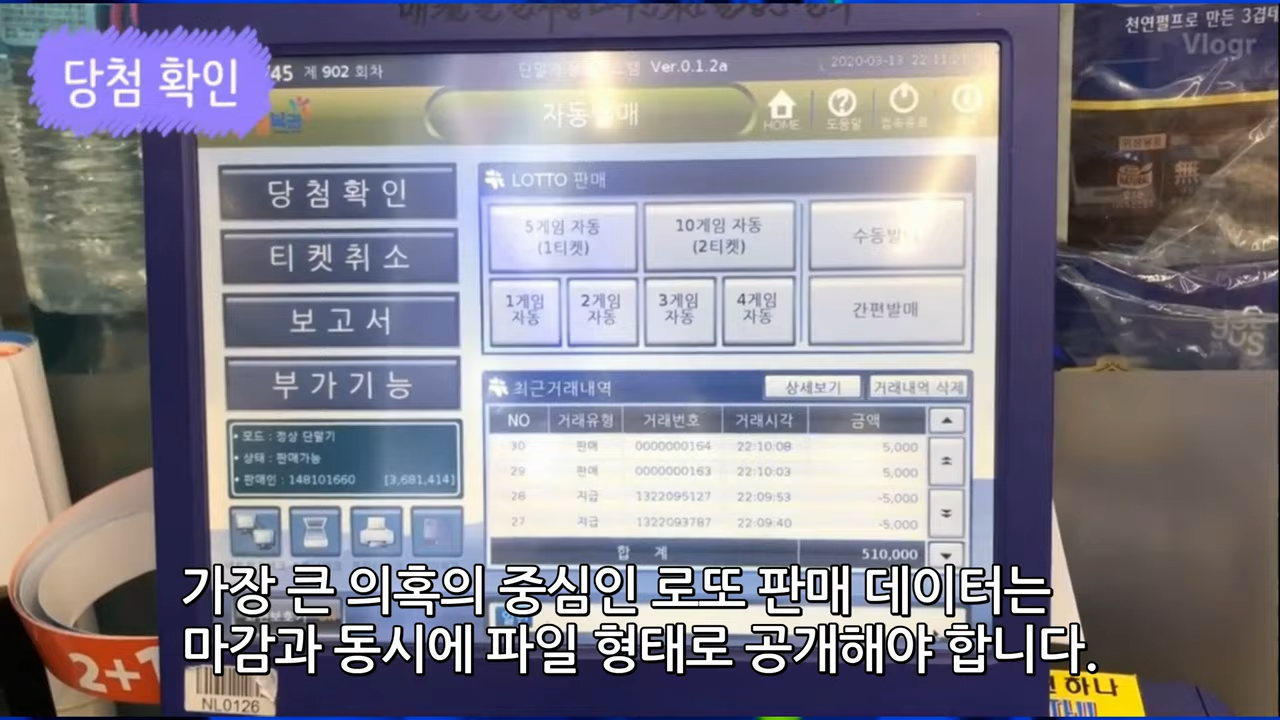 천연펄프로 만든 3겹
Vlogr
당첨 확인
45 제 902 회차
Ver.0.1.2a
2020-03-13 22:11:21
자동발매
HOME
도움말
접속종료
당첨확인
티켓취소
보고서
부가기능
LOTTO 판매
5게임 자동
(1티켓)
10게임 자동
(2티켓)
수동발매
1게임
자동
2게임
자동
3게임
자동
4게임
자동
간편발매
• 모드 : 정상 단말기
• 상태 : 판매가능
• 판매인 : 148101660 [3,681,414]
최근거래내역 상세보기 거래내역 삭제
NO 거래유형 거래번호 거래시각 금액
30 판매 0000000164 22:10:08 5,000
29 판매 0000000163 22:10:03 5,000
28 지급 1322095127 22:09:53 -5,000
27 지급 1322093787 22:09:40 -5,000
합 계 510,000
無
가장 큰 의혹의 중심인 로또 판매 데이터는
마감과 동시에 파일 형태로 공개해야 합니다.
2+1
NL0126
하나